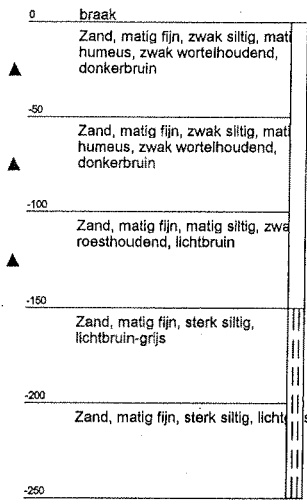 0 braak
Zand, matig fijn, zwak siltig, mati
humeus, zwak wortelhoudend,
donkerbruin
-50
Zand, matig fijn, zwak siltig, mati
humeus, zwak wortelhoudend,
donkerbruin
-100
Zand, matig fijn, matig siltig, zwa
roesthoudend, lichtbruin
-150
Zand, matig fijn, sterk siltig,
lichtbruin-grijs
-200
Zand, matig fijn, sterk siltig,
-250